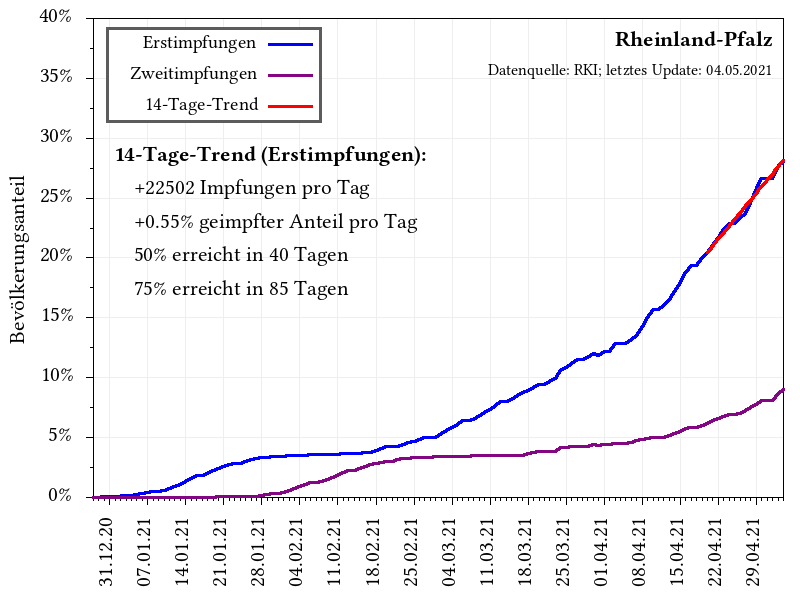 40%
35%
30%
25%
20%
15%
10%
5%
0%
Bevölkerungsanteil
Erstimpfungen
Zweitimpfungen
14-Tage-Trend
Rheinland-Pfalz
Datenquelle: RKI; letztes Update: 04.05.2021
14-Tage-Trend (Erstimpfungen):
+22502 Impfungen pro Tag
+0.55% geimpfter Anteil pro Tag
50% erreicht in 40 Tagen
75% erreicht in 85 Tagen
31.12.20
07.01.21
14.01.21
21.01.21
28.01.21
04.02.21
11.02.21
18.02.21
25.02.21
04.03.21
11.03.21
18.03.21
25.03.21
01.04.21
08.04.21
15.04.21
22.04.21
29.04.21